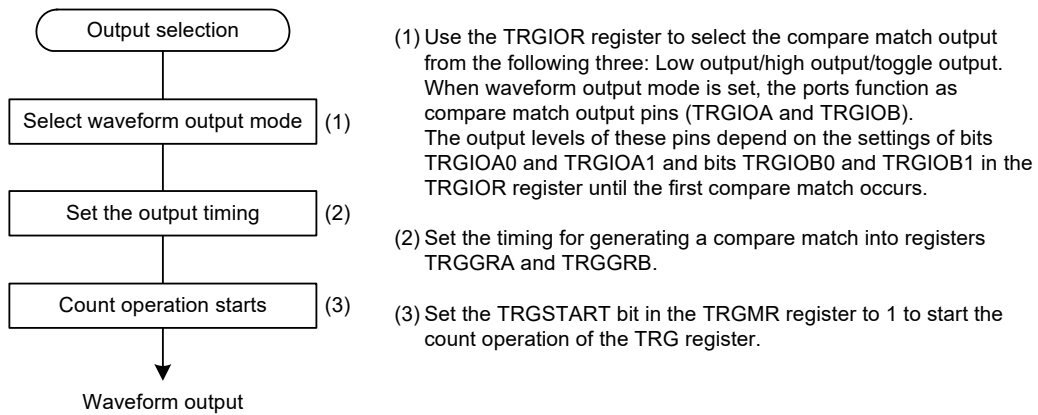 Output selection
Select waveform output mode (1)
Set the output timing (2)
Count operation starts (3)
Waveform output
(1) Use the TRGIOR register to select the compare match output
from the following three: Low output/high output/toggle output.
When waveform output mode is set, the ports function as
compare match output pins (TRGIOA and TRGIOB).
The output levels of these pins depend on the settings of bits
TRGIOA0 and TRGIOA1 and bits TRGIOB0 and TRGIOB1 in the
TRGIOR register until the first compare match occurs.
(2) Set the timing for generating a compare match into registers
TRGGRA and TRGGRB.
(3) Set the TRGSTART bit in the TRGMR register to 1 to start the
count operation of the TRG register.